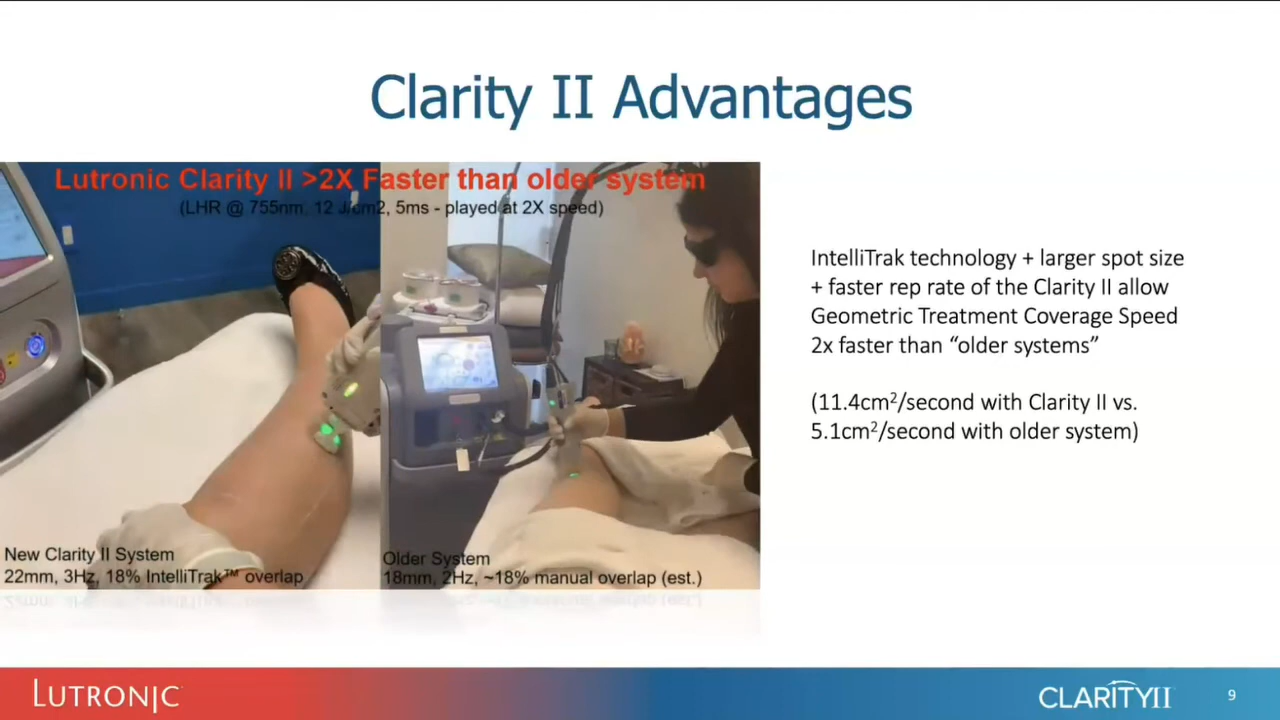 Clarity II Advantages
Lutronic Clarity II >2X Faster than older system
(LHR @ 755nm, 12 J/cm2, 5ms - played at 2X speed)
New Clarity II System
22mm, 3Hz, 18% IntelliTrak™ overlap
Older System
18mm, 2Hz, ~18% manual overlap (est.)
IntelliTrak technology + larger spot size
+ faster rep rate of the Clarity II allow
Geometric Treatment Coverage Speed
2x faster than “older systems”
(11.4cm²/second with Clarity II vs.
5.1cm²/second with older system)
LUTRONIC
CLARITYII
9